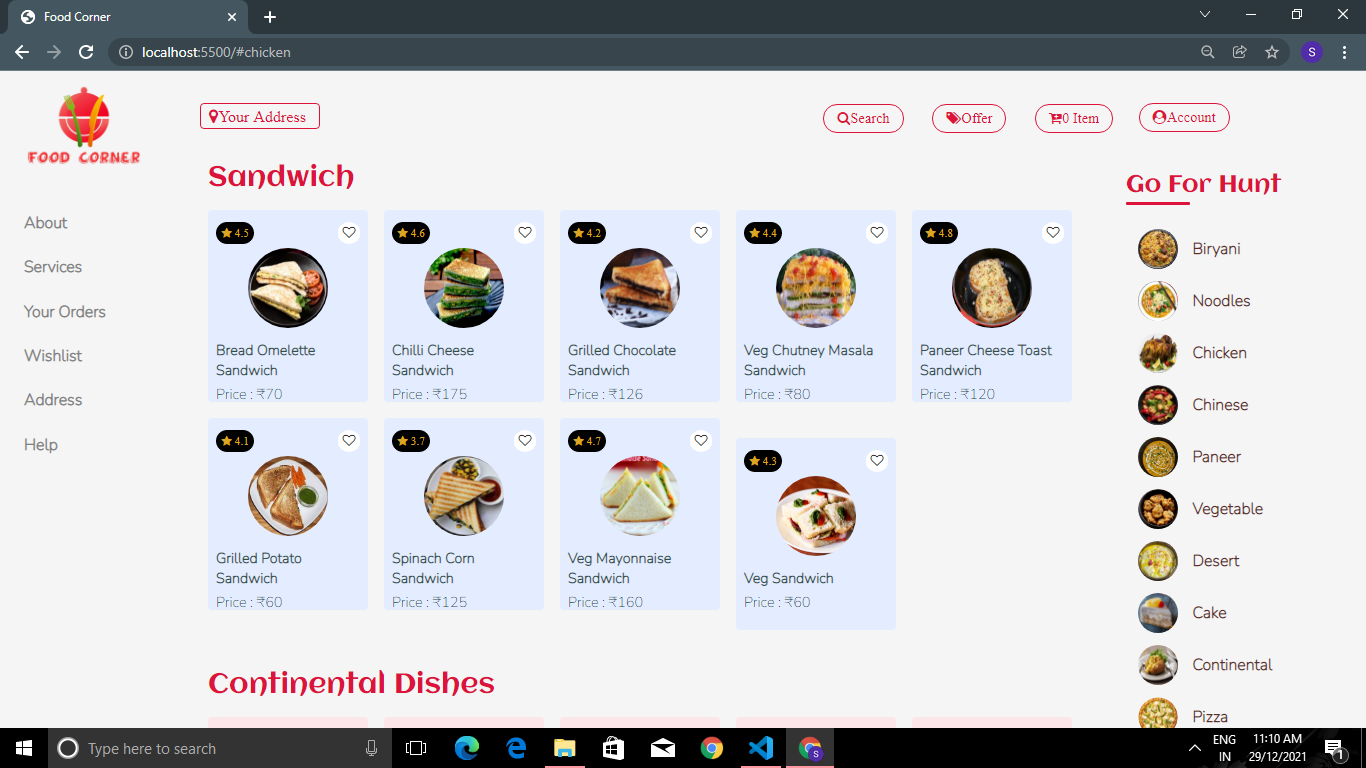 Food Corner
localhost:5500/#chicken
S
FOOD CORNER
Your Address
Search
Offer
0 Item
Account
About
Services
Your Orders
Wishlist
Address
Help
Sandwich
4.5
Bread Omelette
Sandwich
Price : ₹70
4.6
Chilli Cheese
Sandwich
Price : ₹175
4.2
Grilled Chocolate
Sandwich
Price : ₹126
4.4
Veg Chutney Masala
Sandwich
Price : ₹80
4.8
Paneer Cheese Toast
Sandwich
Price : ₹120
4.1
Grilled Potato
Sandwich
Price : ₹60
3.7
Spinach Corn
Sandwich
Price : ₹125
4.7
Veg Mayonnaise
Sandwich
Price : ₹160
4.3
Veg Sandwich
Price : ₹60
Continental Dishes
Go For Hunt
Biryani
Noodles
Chicken
Chinese
Paneer
Vegetable
Desert
Cake
Continental
Pizza
Type here to search
S
ENG
IN
11:10 AM
29/12/2021
1